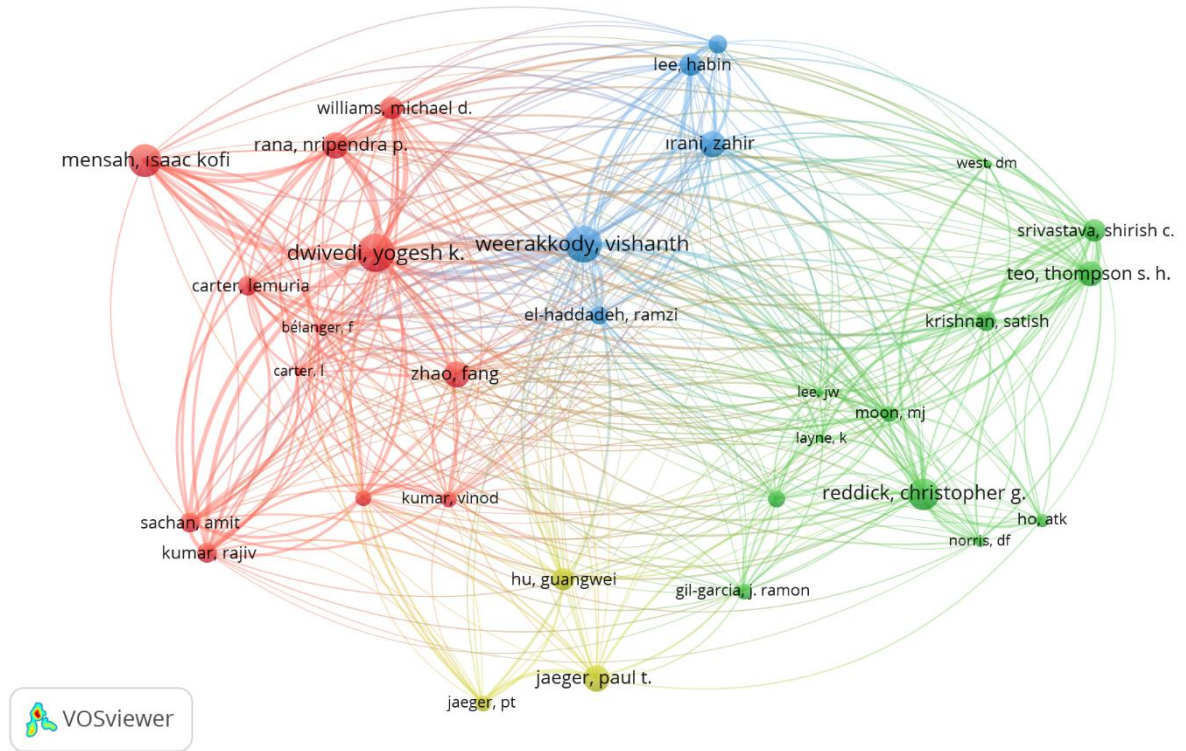 lee, habin
williams, michael d.
rana, nripendra p.
ırani, zahir
mensah, ısaac kofi
west, dm
srivastava, shirish c.
dwivedi, yogesh k.
weerakkody, vishanth
teo, thompson s. h.
carter, lemuria
el-haddadeh, ramzi
krishnan, satish
bélanger, f
carter, l
zhao, fang
lee, jw
moon, mj
layne, k
kumar, vinod
reddick, christopher g.
sachan, amit
ho, atk
kumar, rajiv
norris, df
hu, guangwei
gil-garcia, j. ramon
jaeger, paul t.
jaeger, pt
VOSviewer